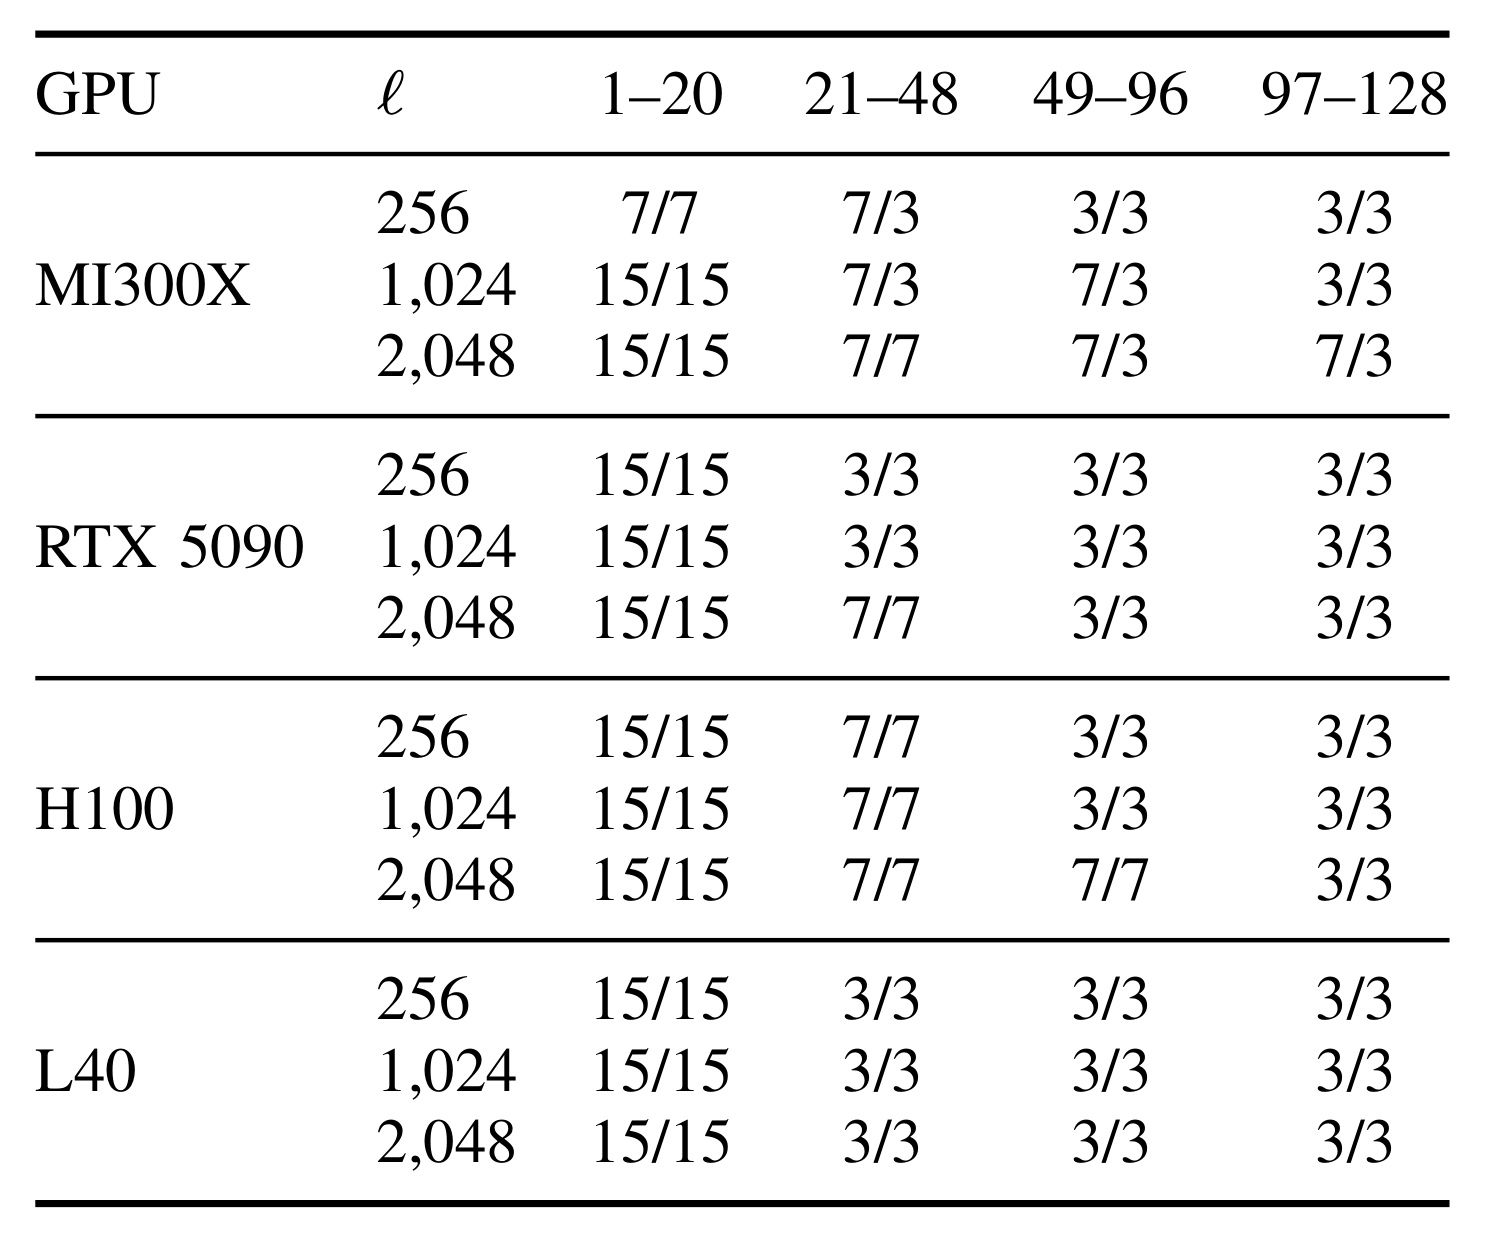 GPU ℓ 1–20 21–48 49–96 97–128
256 7/7 7/3 3/3 3/3
MI300X 1,024 15/15 7/3 7/3 3/3
2,048 15/15 7/7 7/3 7/3
256 15/15 3/3 3/3 3/3
RTX 5090 1,024 15/15 3/3 3/3 3/3
2,048 15/15 7/7 3/3 3/3
256 15/15 7/7 3/3 3/3
H100 1,024 15/15 7/7 3/3 3/3
2,048 15/15 7/7 7/7 3/3
256 15/15 3/3 3/3 3/3
L40 1,024 15/15 3/3 3/3 3/3
2,048 15/15 3/3 3/3 3/3